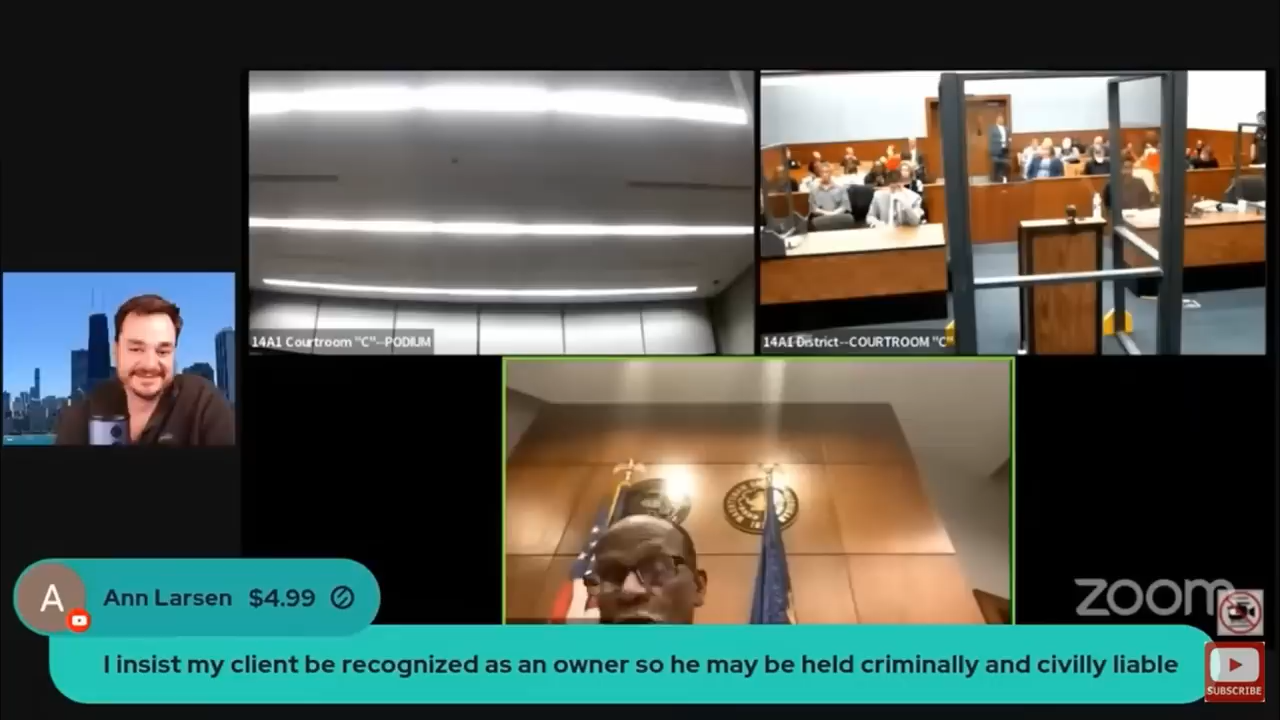 14A1 Courtroom "C"--PODIUM
14A1 District--COURTROOM "C"
zoom
A
Ann Larsen $4.99
I insist my client be recognized as an owner so he may be held criminally and civilly liable
SUBSCRIBE